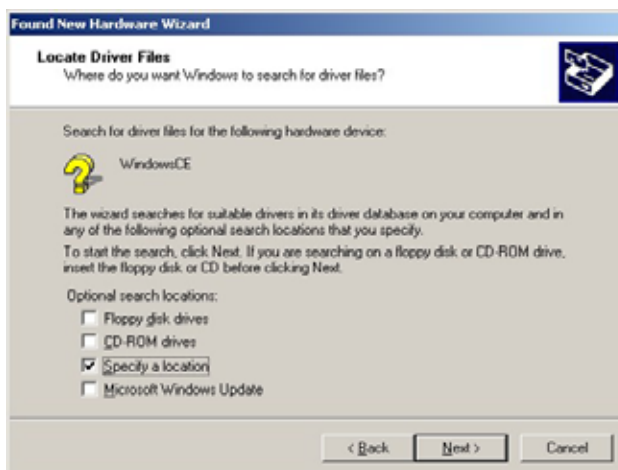 Found New Hardware Wizard
Locate Driver Files
Where do you want Windows to search for driver files?
Search for driver files for the following hardware device:
WindowsCE
The wizard searches for suitable drivers in its driver database on your computer and in
any of the following optional search locations that you specify.
To start the search, click Next. If you are searching on a floppy disk or CD-ROM drive,
insert the floppy disk or CD before clicking Next.
Optional search locations:
Floppy disk drives
CD-ROM drives
Specify a location
Microsoft Windows Update
< Back Next > Cancel